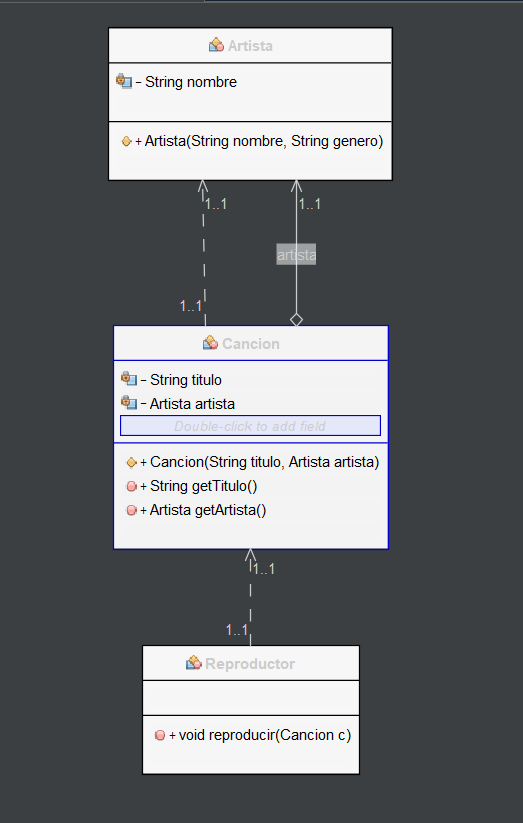 Artista
- String nombre
+ Artista(String nombre, String genero)
1..1
1..1
artista
1..1
Cancion
- String titulo
- Artista artista
Double-click to add field
+ Cancion(String titulo, Artista artista)
+ String getTitulo()
+ Artista getArtista()
1..1
1..1
Reproductor
+ void reproducir(Cancion c)